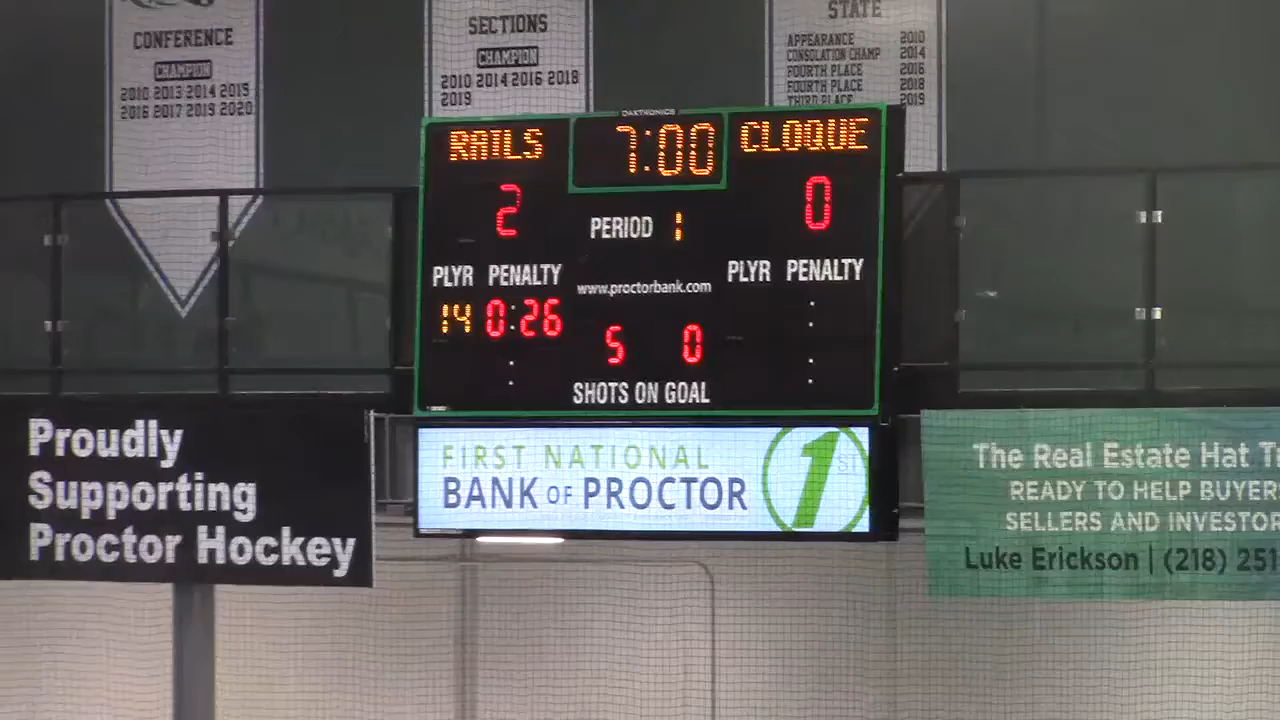 CONFERENCE
CHAMPION
2010 2013 2014 2015
2016 2017 2019 2020
SECTIONS
CHAMPION
2010 2014 2016 2018
2019
STATE
APPEARANCE 2010
CONSOLATION CHAMP 2014
FOURTH PLACE 2016
FOURTH PLACE 2018
THIRD PLACE 2019
DAKTRONICS
RAILS 7:00 CLOQUE
2 0
PERIOD 1
PLYR PENALTY PLYR PENALTY
www.proctorbank.com
14 0:26
5 0
SHOTS ON GOAL
FIRST NATIONAL
BANK OF PROCTOR
1ST
Proudly
Supporting
Proctor Hockey
The Real Estate Hat
READY TO HELP
SELLERS AND
Luke Erickson | (218) 251